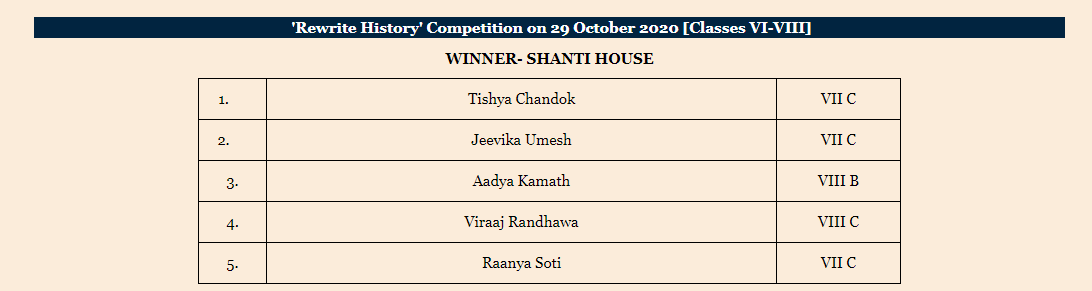 'Rewrite History' Competition on 29 October 2020 [Classes VI-VIII]
WINNER- SHANTI HOUSE
1. Tishya Chandok VII C
2. Jeevika Umesh VII C
3. Aadya Kamath VIII B
4. Viraaj Randhawa VIII C
5. Raanya Soti VII C